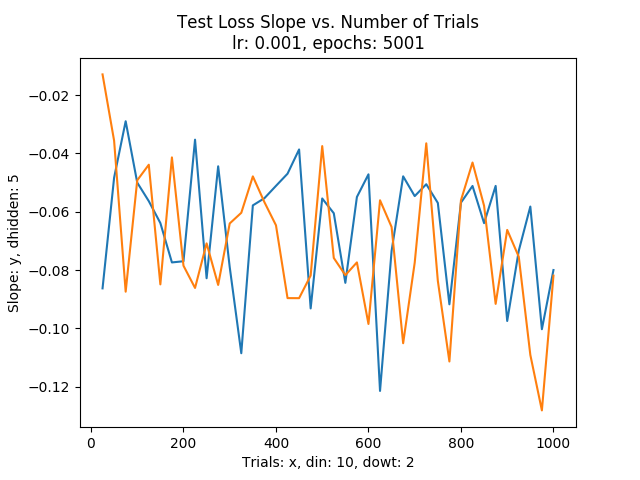 Test Loss Slope vs. Number of Trials
lr: 0.001, epochs: 5001
−0.02
−0.04
−0.06
−0.08
−0.10
−0.12
Slope: y, dhidden: 5
0 200 400 600 800 1000
Trials: x, din: 10, dowt: 2